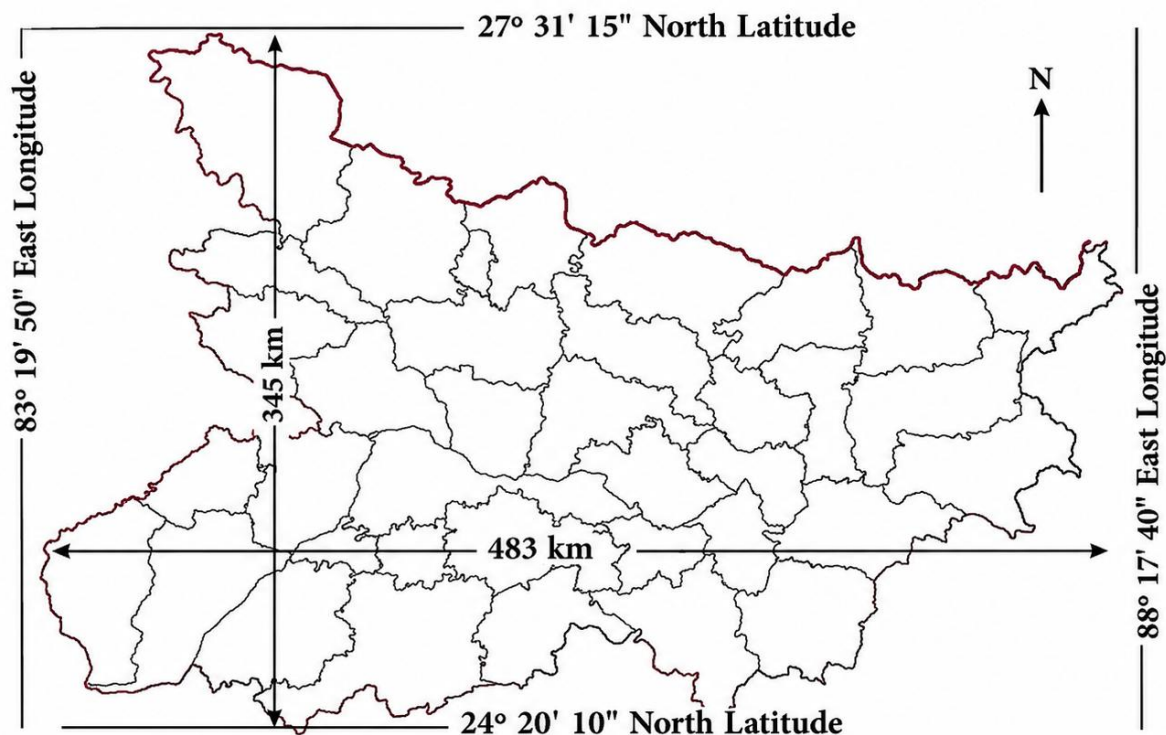 27° 31' 15" North Latitude
N
83° 19' 50" East Longitude
345 km
88° 17' 40" East Longitude
483 km
24° 20' 10" North Latitude